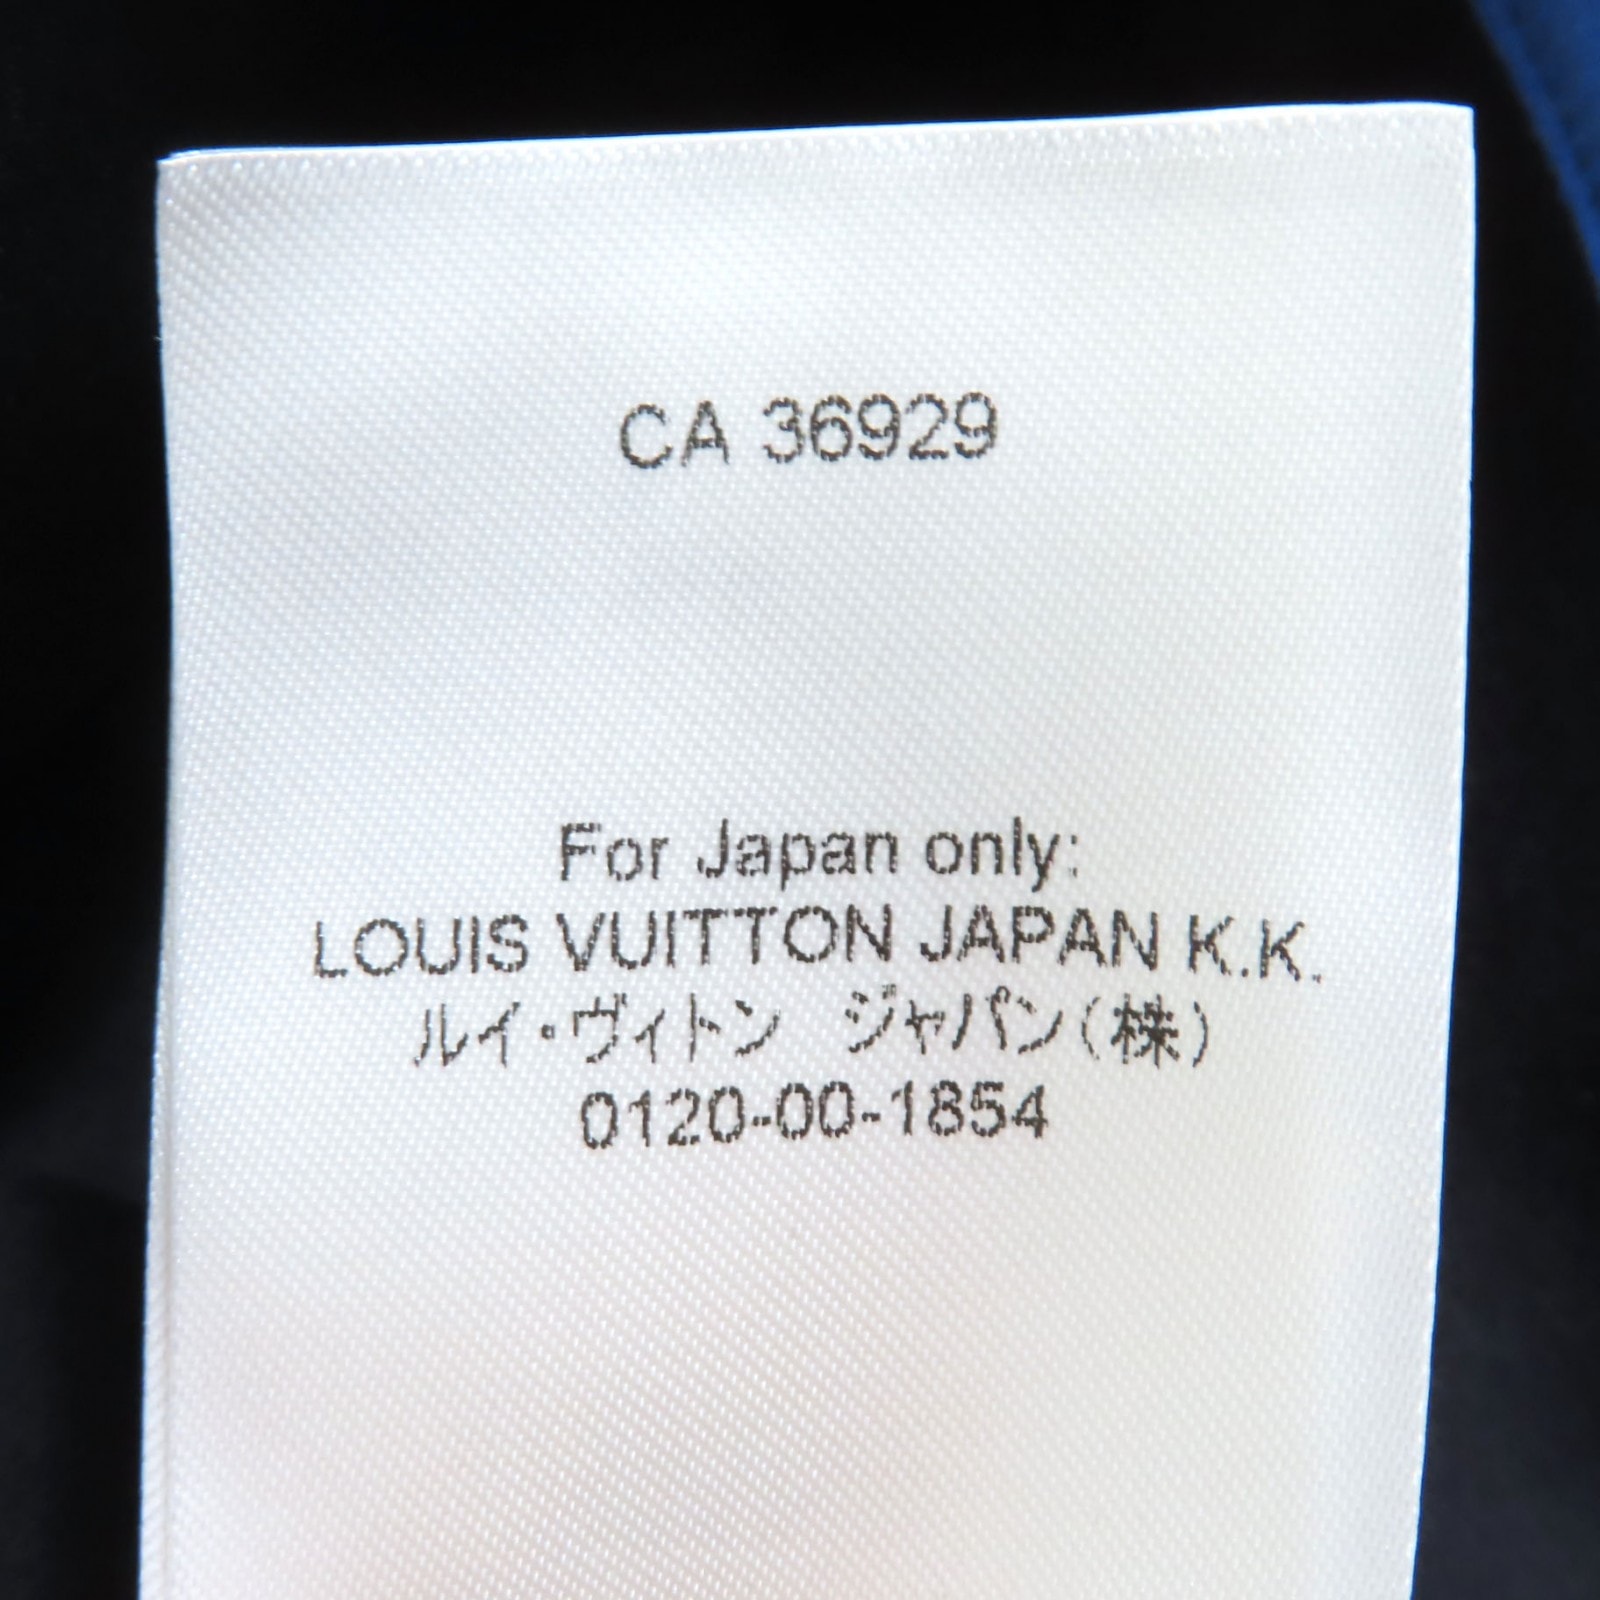 CA 36929
For Japan only:
LOUIS VUITTON JAPAN K.K.
ルイ・ヴィトン　ジャパン(株)
0120-00-1854